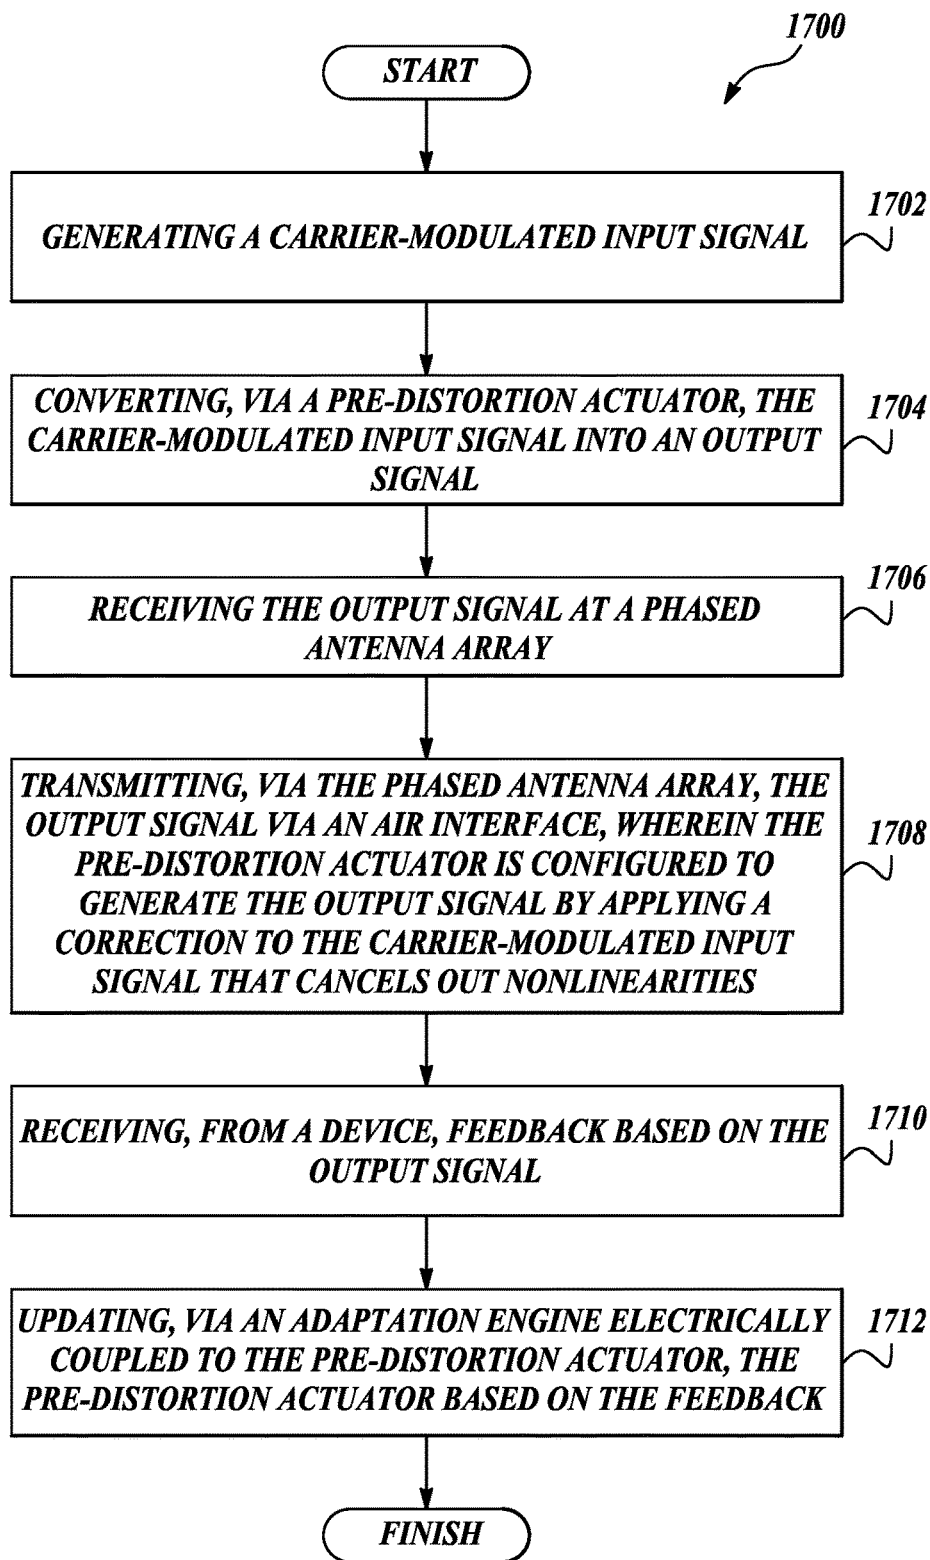 1700
START
1702
GENERATING A CARRIER-MODULATED INPUT SIGNAL
CONVERTING, VIA A PRE-DISTORTION ACTUATOR, THE
CARRIER-MODULATED INPUT SIGNAL INTO AN OUTPUT
SIGNAL
1704
RECEIVING THE OUTPUT SIGNAL AT A PHASED
ANTENNA ARRAY
1706
TRANSMITTING, VIA THE PHASED ANTENNA ARRAY, THE
OUTPUT SIGNAL VIA AN AIR INTERFACE, WHEREIN THE
PRE-DISTORTION ACTUATOR IS CONFIGURED TO
GENERATE THE OUTPUT SIGNAL BY APPLYING A
CORRECTION TO THE CARRIER-MODULATED INPUT
SIGNAL THAT CANCELS OUT NONLINEARITIES
1708
RECEIVING, FROM A DEVICE, FEEDBACK BASED ON THE
OUTPUT SIGNAL
1710
UPDATING, VIA AN ADAPTATION ENGINE ELECTRICALLY
COUPLED TO THE PRE-DISTORTION ACTUATOR, THE
PRE-DISTORTION ACTUATOR BASED ON THE FEEDBACK
1712
FINISH